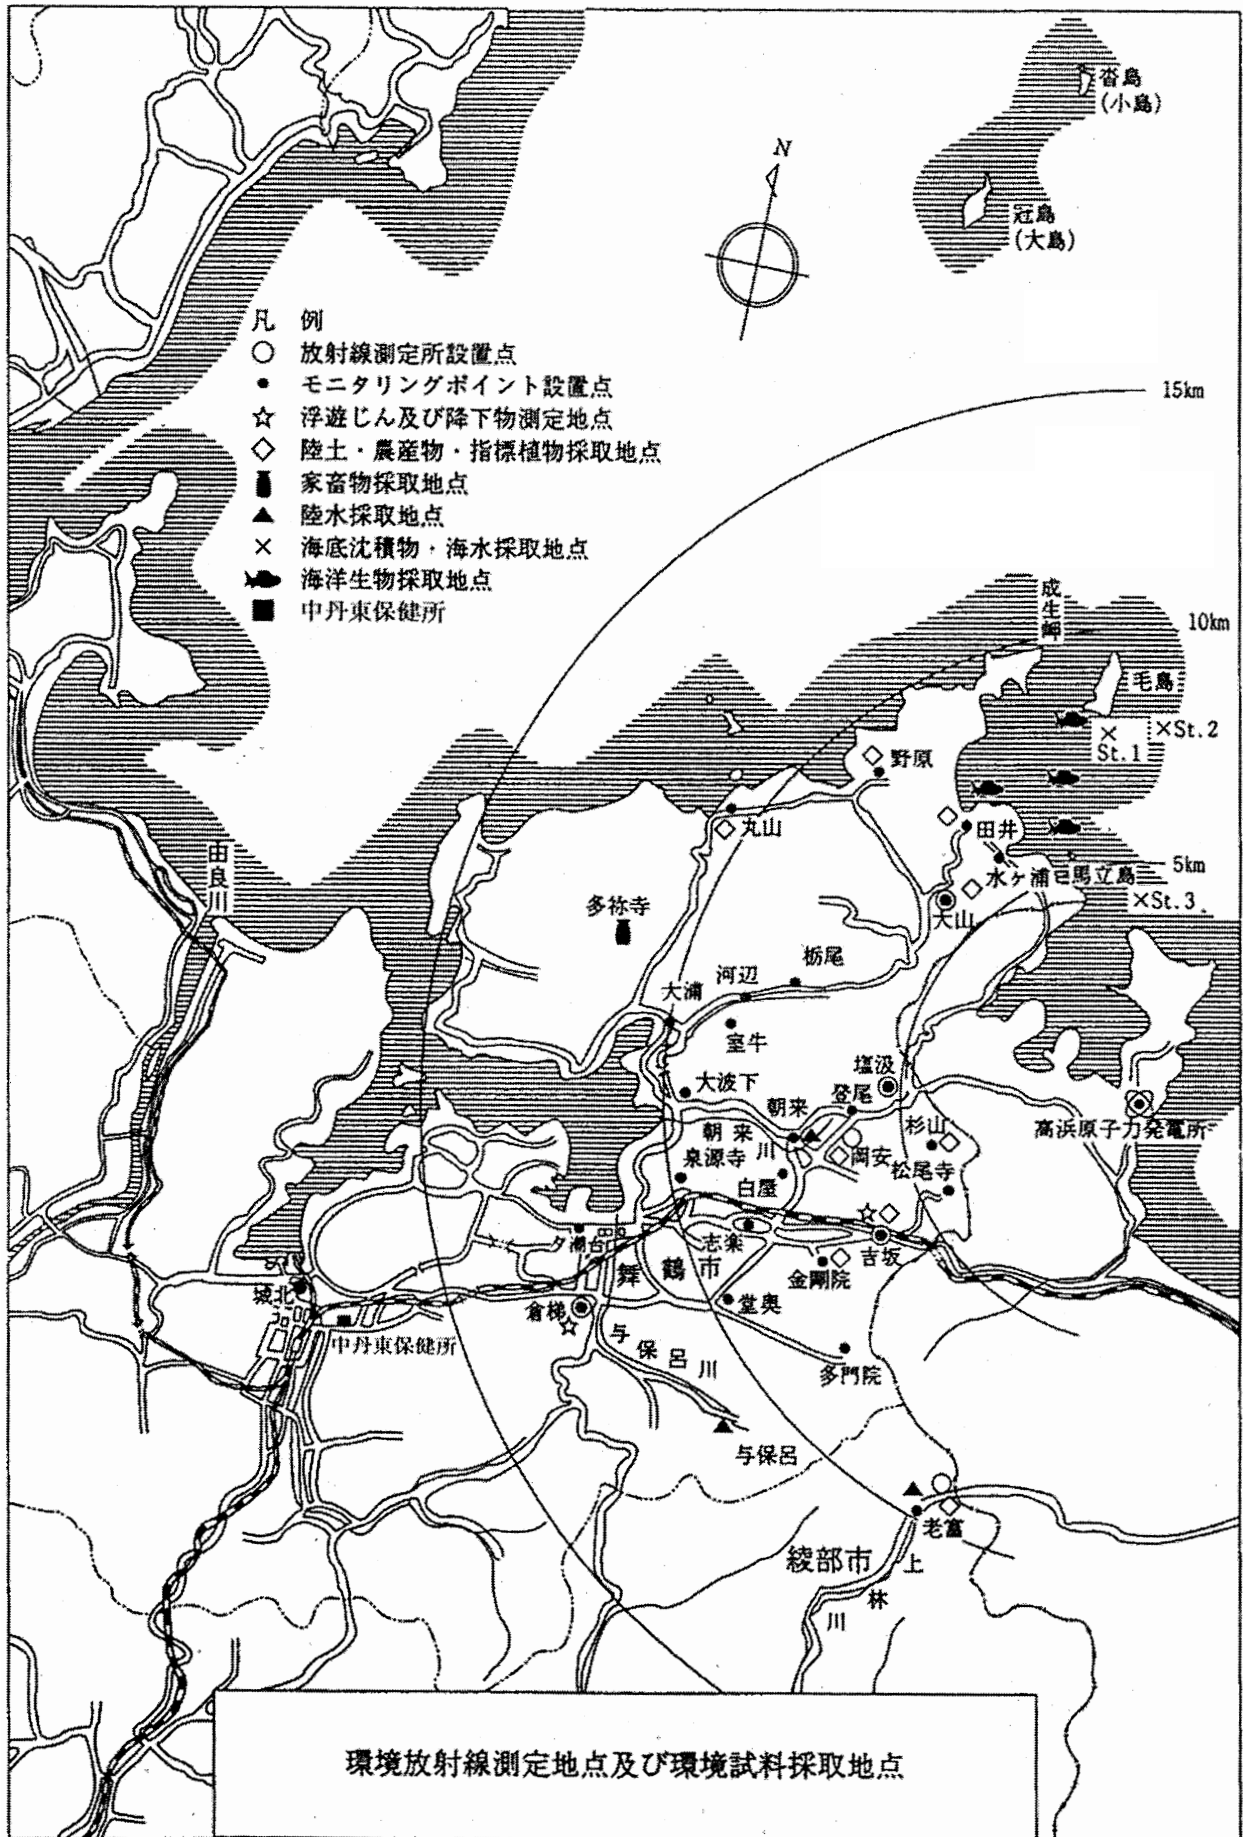 沓島
(小島)
N
冠島
(大島)
凡 例
放射線測定所設置点
モニタリングポイント設置点
浮遊じん及び降下物測定地点
陸土・農産物・指標植物採取地点
家畜物採取地点
陸水採取地点
海底沈積物・海水採取地点
海洋生物採取地点
中丹東保健所
15km
成生岬
10km
毛島
St.1
×St.2
野原
丸山
田井
5km
水ヶ浦
馬立島
×St.3
大山
由良川
多祢寺
栃尾
河辺
大浦
室牛
塩汲
大波下
登尾
朝来
杉山
高浜原子力発電所
朝来川
岡安
泉源寺
松尾寺
白屋
夕潮台
志楽
吉坂
舞鶴市
金剛院
城北
倉梯
堂奥
中丹東保健所
与保呂川
多門院
与保呂
老富
綾部市
上林川
環境放射線測定地点及び環境試料採取地点